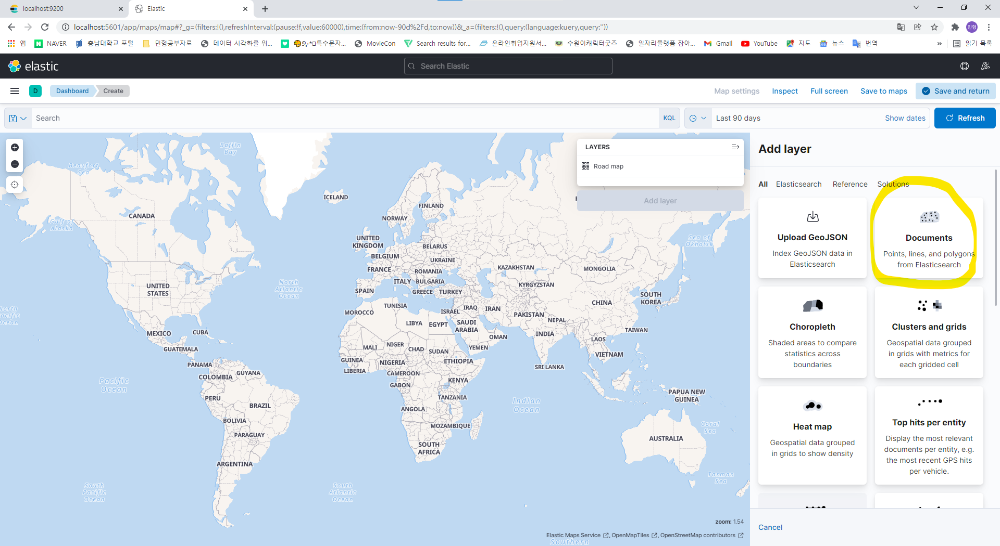 localhost:9200
Elastic
localhost:5601/app/maps/map#?_g=(filters:!(),refreshInterval:(pause:!f,value:60000),time:(from:now-90d%2Fd,to:now))&_a=(filters:!(),query:(language:kuery,query:''))
앱
NAVER
충남대학교 포털
민형공부자료
데이터 시각화를 위...
MovieCon
Search results for...
온라인취업지원서...
수원이캐릭터굿즈
일자리플랫폼 잡아...
Gmail
YouTube
지도
뉴스
번역
»
읽기 목록
민형
elastic
Search Elastic
D
Dashboard
Create
Map settings
Inspect
Full screen
Save to maps
Save and return
Search
KQL
Last 90 days
Show dates
Refresh
LAYERS
Road map
Add layer
Baffin
Bay
Beaufort
Sea
Gulf of
Alaska
ICELAND
FINLAND
NORWAY
CANADA
UNITED
KINGDOM
BELARUS
Sea of
Okhotsk
BELGIUM
UKRAINE
FRANCE
ROMANIA
KAZAKHSTAN
MONGOLIA
ITALY
BULGARIA
KYRGYZSTAN
UNITED
STATES
North
Atlantic
Ocean
SPAIN
GREECE
TURKEY
SOUTH
KOREA
CHINA
TUNISIA
MOROCCO
ISRAEL
IRAQ
IRAN
PAKISTAN
NEPAL
North
Pacific
Ocean
LIBYA
EGYPT
SAUDI
ARABIA
TAIWAN
MEXICO
CUBA
INDIA
OMAN
LAOS
GUATEMALA
MALI
NIGER
CHAD
SUDAN
YEMEN
VIETNAM
PANAMA
GUINEA
NIGERIA
ETHIOPIA
SRI LANKA
COLOMBIA
GUYANA
LIBERIA
CAMEROON
Pacific
Ocean
GABON
KENYA
PAPUA NEW
GUINEA
PERU
BRAZIL
TANZANIA
Indian
Ocean
ANGOLA
BOLIVIA
MOZAMBIQUE
Coral
Sea
PARAGUAY
AUSTRALIA
SOUTH
AFRICA
ARGENTINA
Tasman
Sea
South
Pacific
Ocean
South
Atlantic
Ocean
zoom: 1.54
Elastic Maps Service , OpenMapTiles , OpenStreetMap contributors
Southern
Add layer
All
Elasticsearch
Reference
Solutions
Upload GeoJSON
Index GeoJSON data in
Elasticsearch
Documents
Points, lines, and polygons
from Elasticsearch
Choropleth
Shaded areas to compare
statistics across
boundaries
Clusters and grids
Geospatial data grouped
in grids with metrics for
each gridded cell
Heat map
Geospatial data grouped
in grids to show density
Top hits per entity
Display the most relevant
documents per entity, e.g.
the most recent GPS hits
per vehicle.
Cancel